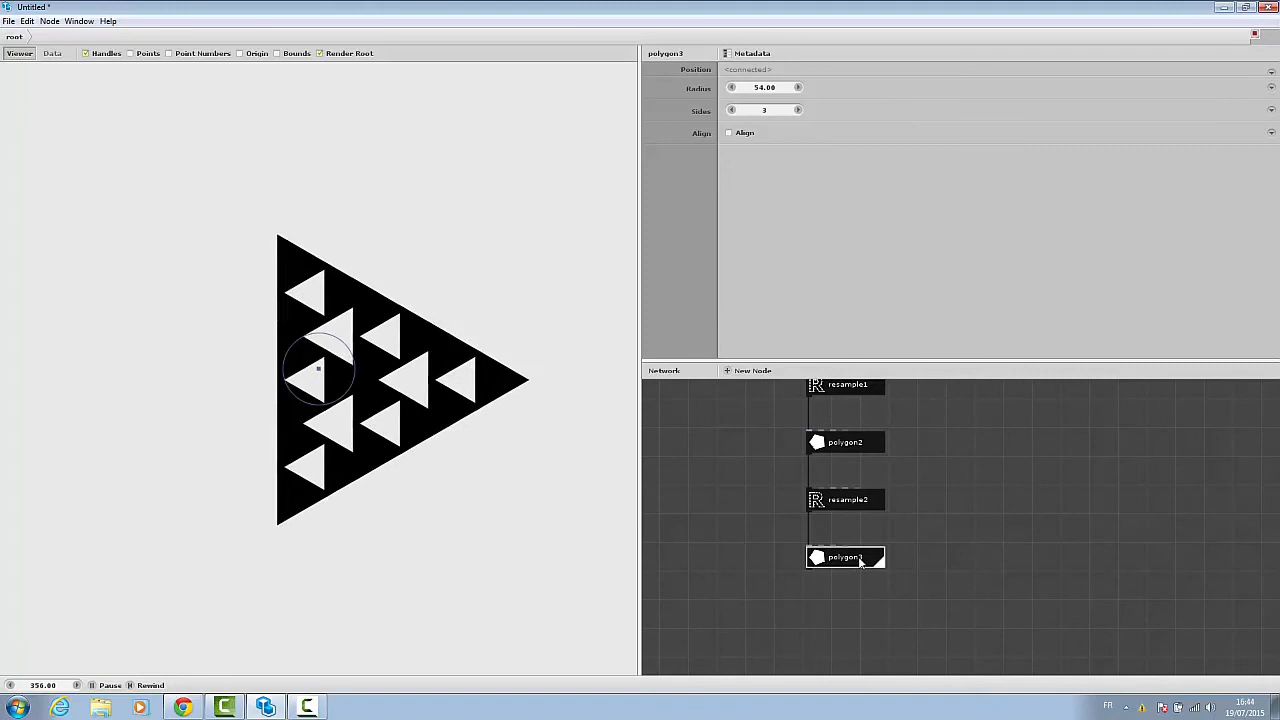 Untitled *
File Edit Node Window Help
root
Viewer Data Handles Points Point Numbers Origin Bounds Render Root
polygon3 Metadata
Position <connected>
Radius 54.00
Sides 3
Align Align
Network New Node
resample1
polygon2
resample2
polygon3
356.00 Pause Rewind
FR 16:44
19/07/2015